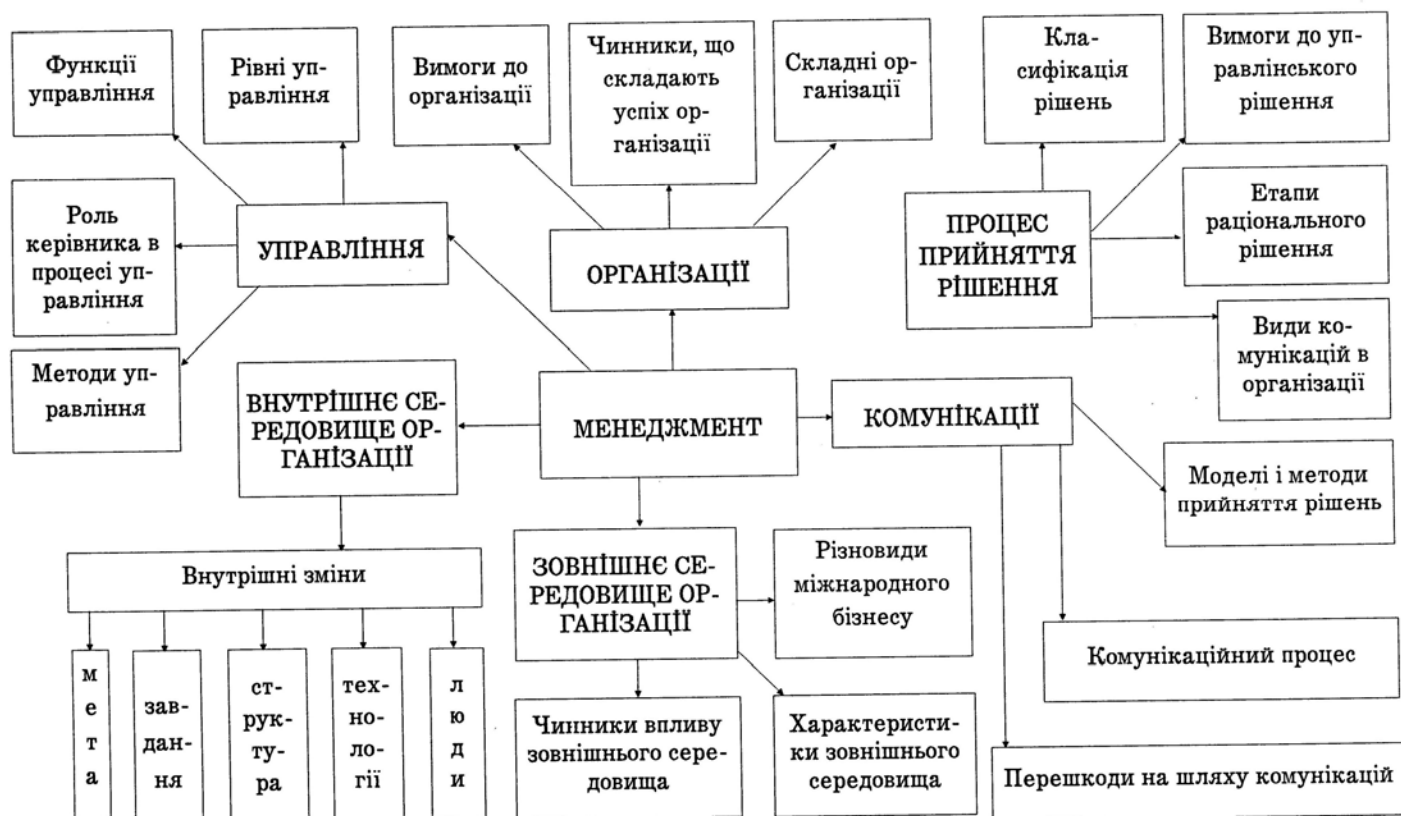 Функції
управління
Рівні уп-
равління
Вимоги до
організації
Чинники, що
складають
успіх ор-
ганізації
Складні ор-
ганізації
Кла-
сифікація
рішень
Вимоги до уп-
равлінського
рішення
Роль
керівника в
процесі уп-
равління
УПРАВЛІННЯ
ОРГАНІЗАЦІЇ
ПРОЦЕС
ПРИЙНЯТТЯ
РІШЕННЯ
Етапи
раціонального
рішення
Методи уп-
равління
Види ко-
мунікацій в
організації
ВНУТРІШНЄ СЕ-
РЕДОВИЩЕ ОР-
ГАНІЗАЦІЇ
МЕНЕДЖМЕНТ
КОМУНІКАЦІЇ
Моделі і методи
прийняття рішень
Внутрішні зміни
ЗОВНІШНЄ СЕ-
РЕДОВИЩЕ ОР-
ГАНІЗАЦІЇ
Різновиди
міжнародного
бізнесу
Комунікаційний процес
м
е
т
а
зав-
дан-
ня
ст-
рук-
ту-
ра
тех-
но-
ло-
гії
л
ю
д
и
Чинники впливу
зовнішнього сере-
довища
Характеристи-
ки зовнішнього
середовища
Перешкоди на шляху комунікацій